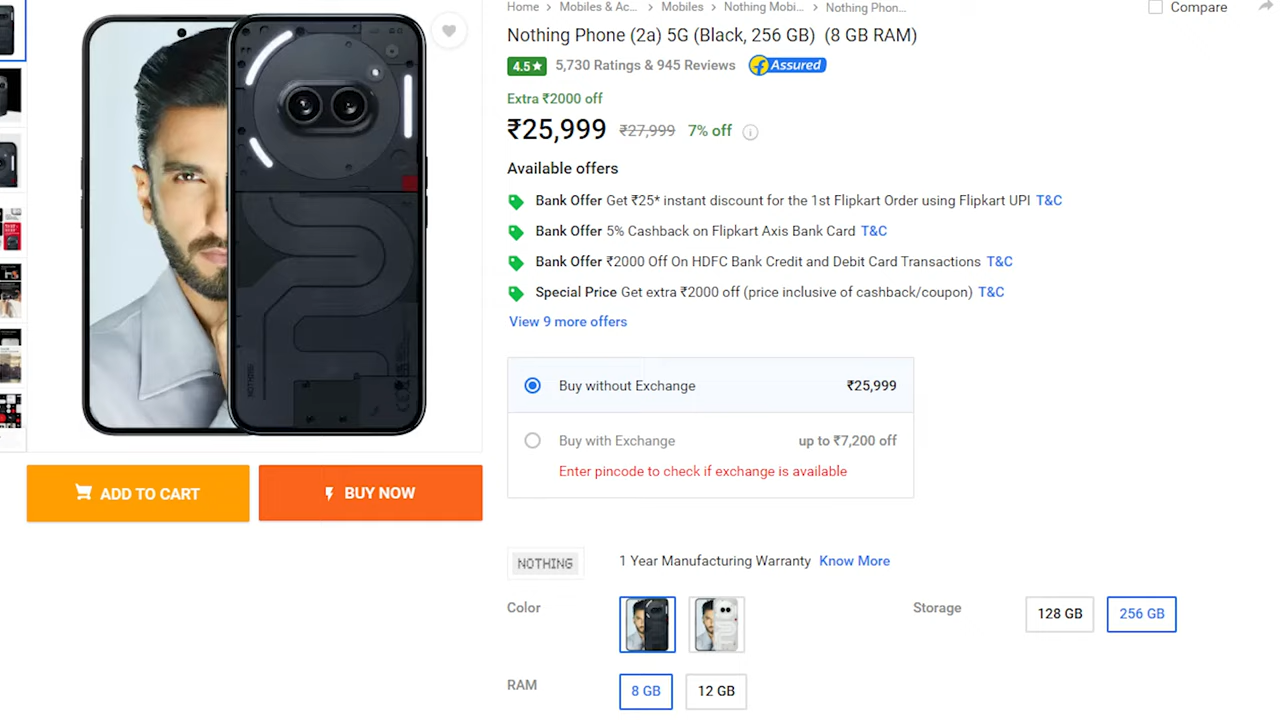 Home > Mobiles & Ac... > Mobiles > Nothing Mobi... > Nothing Phon... Compare
Nothing Phone (2a) 5G (Black, 256 GB) (8 GB RAM)
4.5★ 5,730 Ratings & 945 Reviews Assured
Extra ₹2000 off
₹25,999 ₹27,999 7% off i
Available offers
Bank Offer Get ₹25* instant discount for the 1st Flipkart Order using Flipkart UPI T&C
Bank Offer 5% Cashback on Flipkart Axis Bank Card T&C
Bank Offer ₹2000 Off On HDFC Bank Credit and Debit Card Transactions T&C
Special Price Get extra ₹2000 off (price inclusive of cashback/coupon) T&C
View 9 more offers
Buy without Exchange ₹25,999
Buy with Exchange up to ₹7,200 off
Enter pincode to check if exchange is available
NOTHING
ADD TO CART BUY NOW
NOTHING 1 Year Manufacturing Warranty Know More
Color Storage 128 GB 256 GB
RAM 8 GB 12 GB